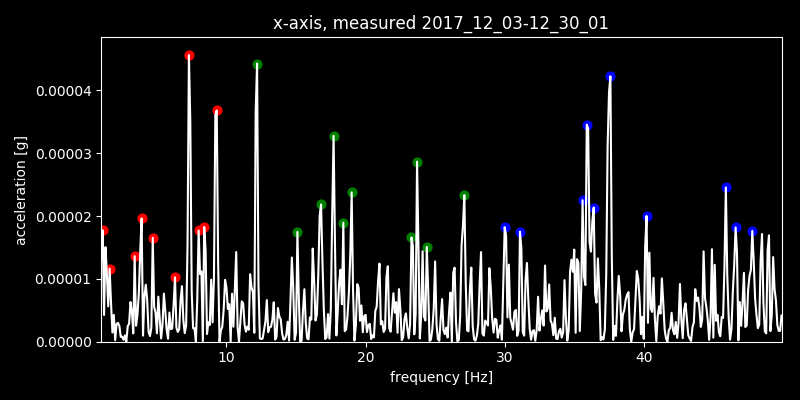 x-axis, measured 2017_12_03-12_30_01
acceleration [g]
0.00004
0.00003
0.00002
0.00001
0.00000
10 20 30 40
frequency [Hz]